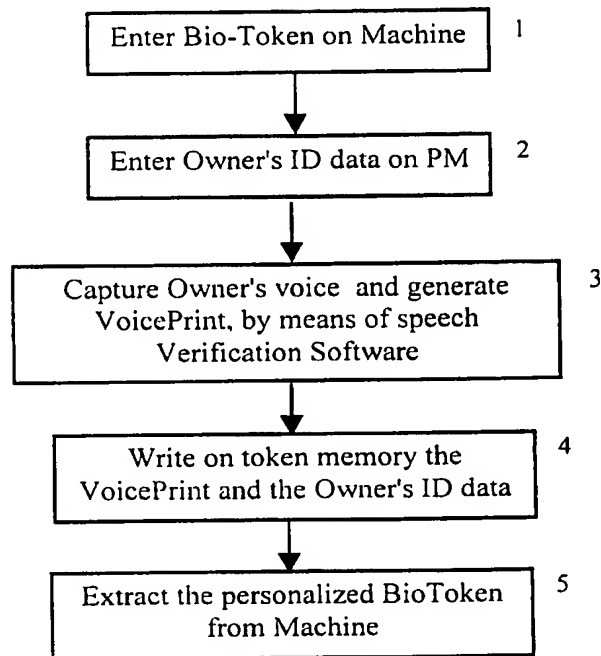 Enter Bio-Token on Machine 1
Enter Owner's ID data on PM 2
Capture Owner's voice and generate 3
VoicePrint, by means of speech
Verification Software
Write on token memory the 4
VoicePrint and the Owner's ID data
Extract the personalized BioToken 5
from Machine